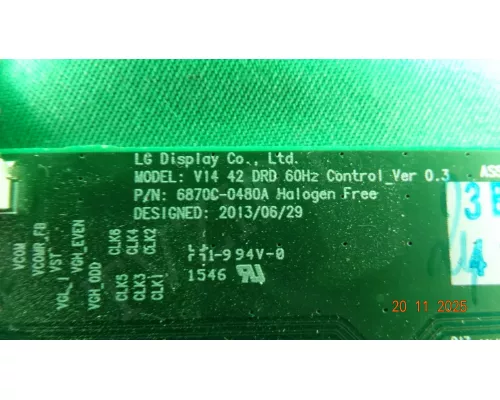 LG Display Co., Ltd.
MODEL: V14 42 DRD 60Hz Control_Ver 0.3
P/N: 6870C-0480A Halogen Free
DESIGNED: 2013/06/29
94V-0
1546
VCOM
VCOMR_FB
VST
VGL_I
VGH_EVEN
VGH_ODD
CLK6
CLK5
CLK4
CLK3
CLK2
CLK1
4
20 11 2025